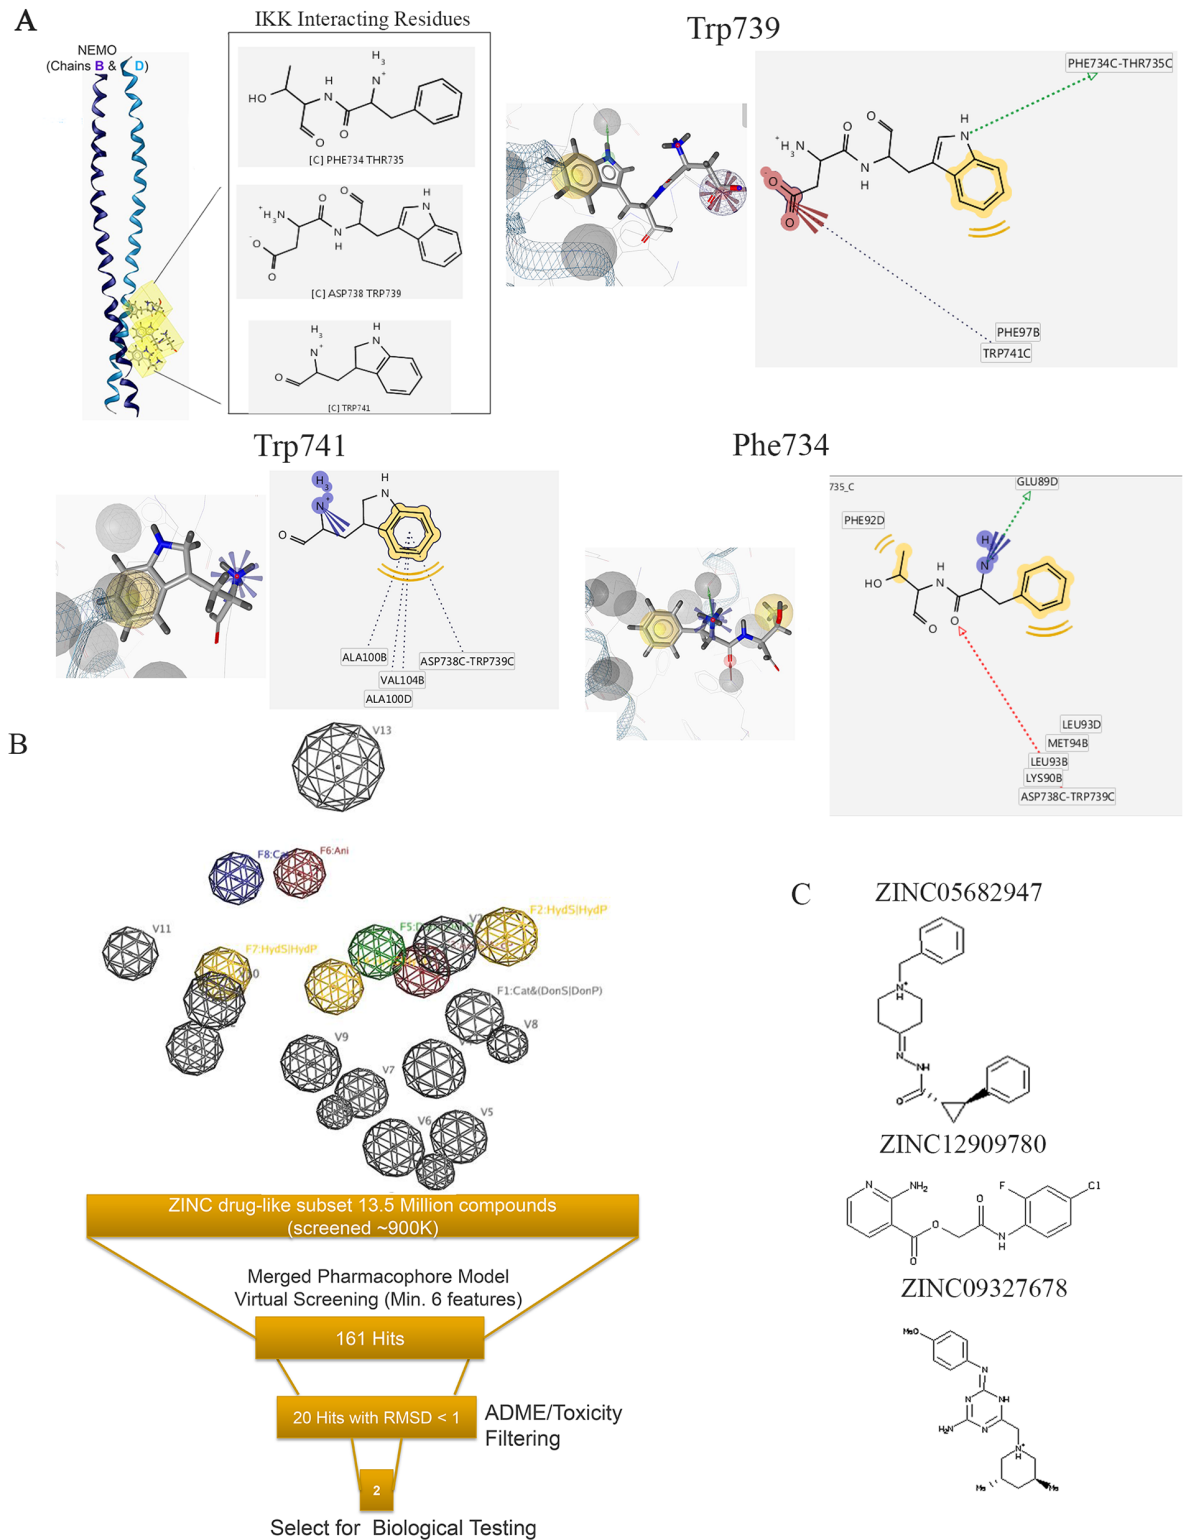 A
NEMO
(Chains B & C D)
IKK Interacting Residues
[C] PHE734 THR735
[C] ASP738 TRP739
[C] TRP741
Trp739
PHE734C-THR735C
PHE97B
TRP741C
Trp741
ALA100B
ASP738C-TRP739C
VAL104B
ALA100D
Phe734
735_C
GLU89D
PHE92D
LEU93D
MET94B
LEU93B
LYS90B
ASP738C-TRP739C
B
V13
F8:Cat
F6:Ani
V11
F7:HydS|HydP
F2:HydS|HydP
F1:Cat&(DonS|DonP)
V8
V9
V7
V6
V5
ZINC drug-like subset 13.5 Million compounds
(screened ~900K)
Merged Pharmacophore Model
Virtual Screening (Min. 6 features)
161 Hits
20 Hits with RMSD < 1
ADME/Toxicity
Filtering
2
Select for Biological Testing
C
ZINC05682947
ZINC12909780
ZINC09327678